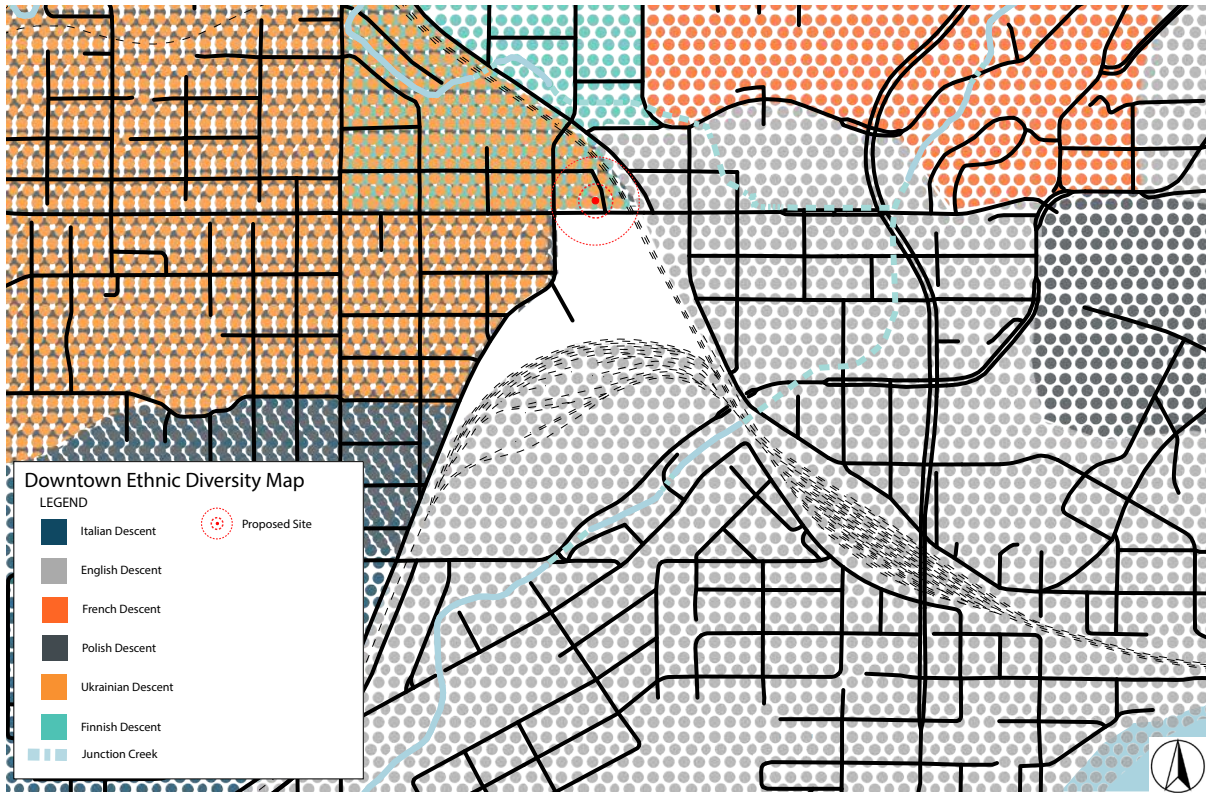 Downtown Ethnic Diversity Map
LEGEND
Italian Descent
Proposed Site
English Descent
French Descent
Polish Descent
Ukrainian Descent
Finnish Descent
Junction Creek